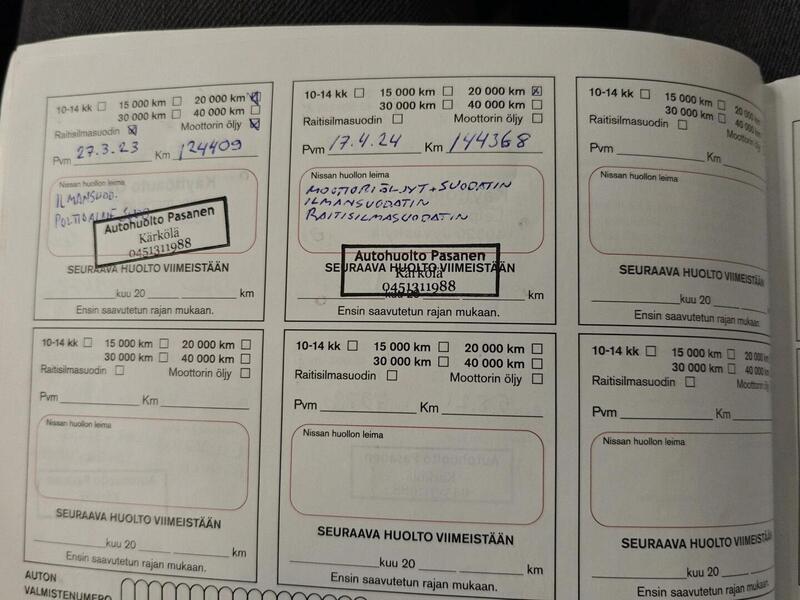 10-14 kk 15 000 km 20 000 km
30 000 km 40 000 km
Raitisilmasuodin Moottorin öljy
Pvm 27.3.23 Km 124409
Nissan huollon leima
ILMANSUOD.
POLTTOAINE
Autohuolto Pasanen
Kärkölä
0451311988
SEURAAVA HUOLTO VIIMEISTÄÄN
kuu 20 km
Ensin saavutetun rajan mukaan.
10-14 kk 15 000 km 20 000 km
30 000 km 40 000 km
Raitisilmasuodin Moottorin öljy
Pvm 17.4.24 Km 144368
Nissan huollon leima
MOOTTORIÖLJYT + SUODATIN
ILMANSUODATIN
RAITISILMASUODATIN
Autohuolto Pasanen
SEURAAVA HUOLTO VIIMEISTÄÄN
Kärkölä
0451311988
kuu 20 km
Ensin saavutetun rajan mukaan.
10-14 kk 15 000 km 20 000 km
30 000 km 40
Raitisilmasuodin Moottorin
Pvm Km
Nissan huollon leima
SEURAAVA HUOLTO VIIMEISTÄÄN
kuu 20
Ensin saavutetun rajan mukaan.
10-14 kk 15 000 km 20 000 km
30 000 km 40 000 km
Raitisilmasuodin Moottorin öljy
Pvm Km
Nissan huollon leima
SEURAAVA HUOLTO VIIMEISTÄÄN
kuu 20 km
Ensin saavutetun rajan mukaan.
10-14 kk 15 000 km 20 000 km
30 000 km 40 000 km
Raitisilmasuodin Moottorin öljy
Pvm Km
Nissan huollon leima
SEURAAVA HUOLTO VIIMEISTÄÄN
kuu 20 km
Ensin saavutetun rajan mukaan.
10-14 kk 15 000 km 20 000
30 000 km 40
Raitisilmasuodin
Pvm Km
Nissan huollon leima
SEURAAVA HUOLTO VIIMEISTÄÄN
kuu 20
Ensin saavutetun rajan mukaan.
AUTON
VALMISTENUMERO